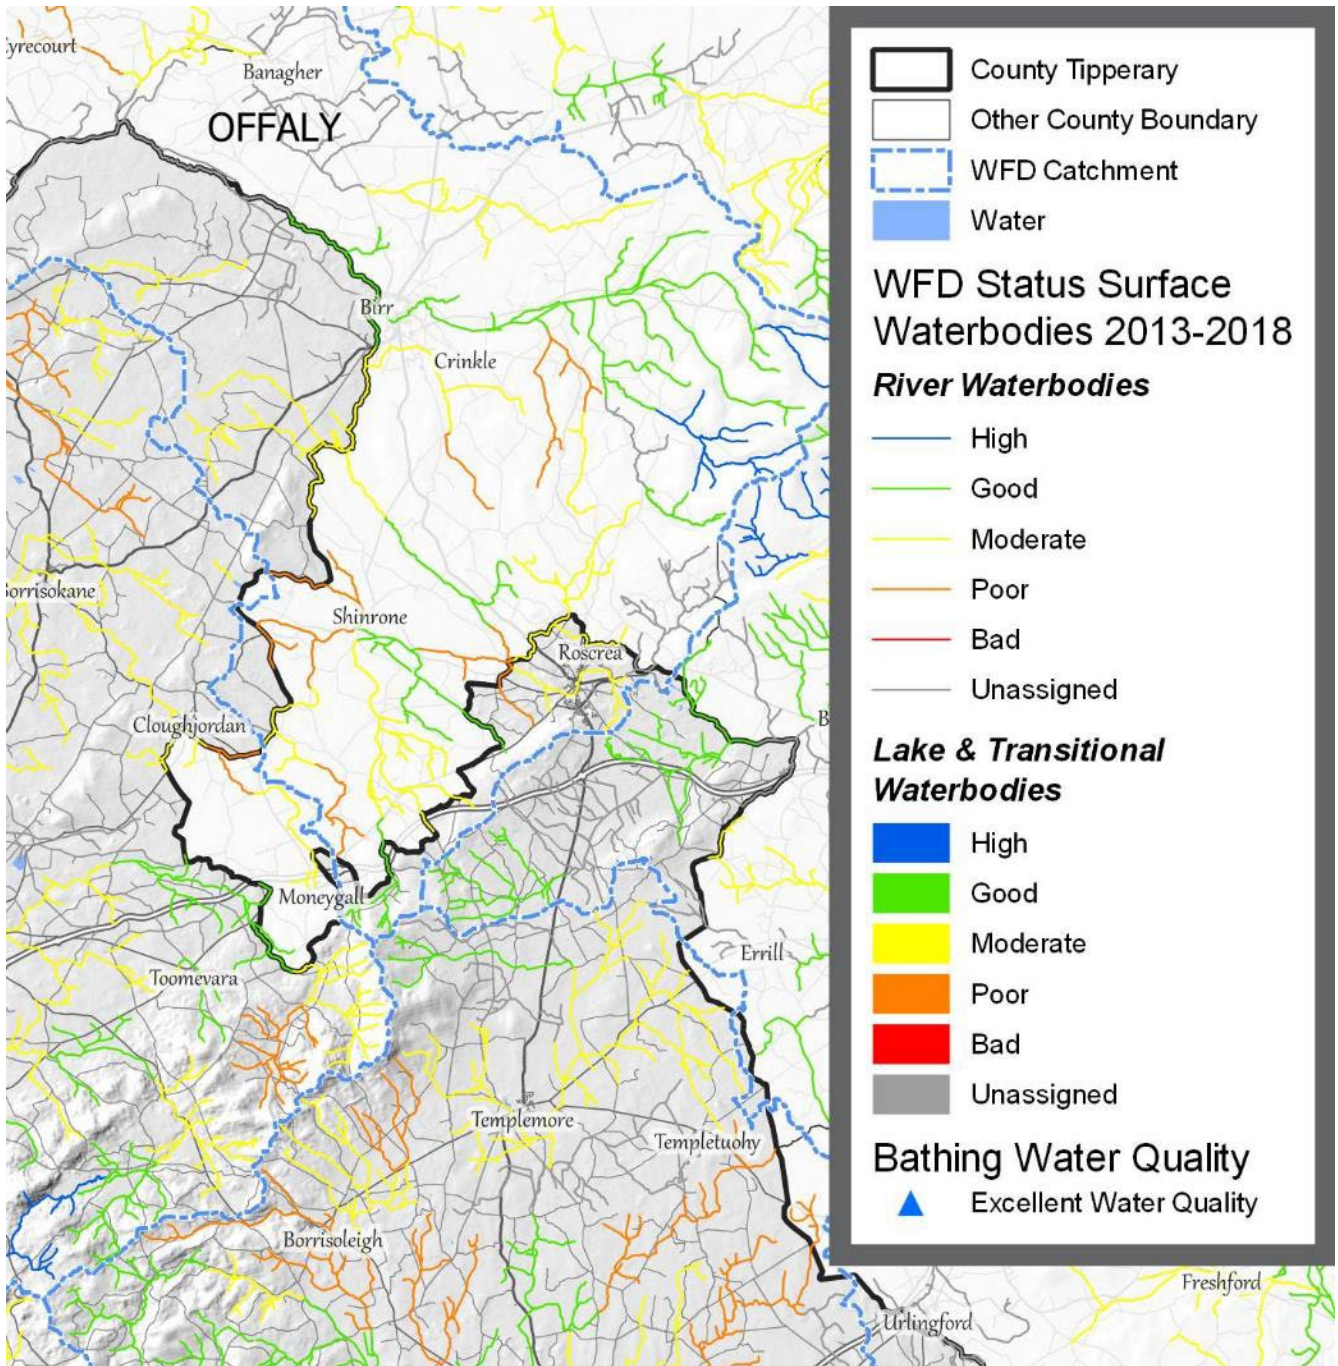 yrecourt
Banagher
OFFALY
Birr
Crinkle
Borrisokane
Shinrone
Roscrea
Cloughjordan
B
Moneygall
Toomevara
Errill
Templemore
Templetuohy
Borrisoleigh
Freshford
Urlingford
County Tipperary
Other County Boundary
WFD Catchment
Water
WFD Status Surface
Waterbodies 2013-2018
River Waterbodies
High
Good
Moderate
Poor
Bad
Unassigned
Lake & Transitional
Waterbodies
High
Good
Moderate
Poor
Bad
Unassigned
Bathing Water Quality
Excellent Water Quality